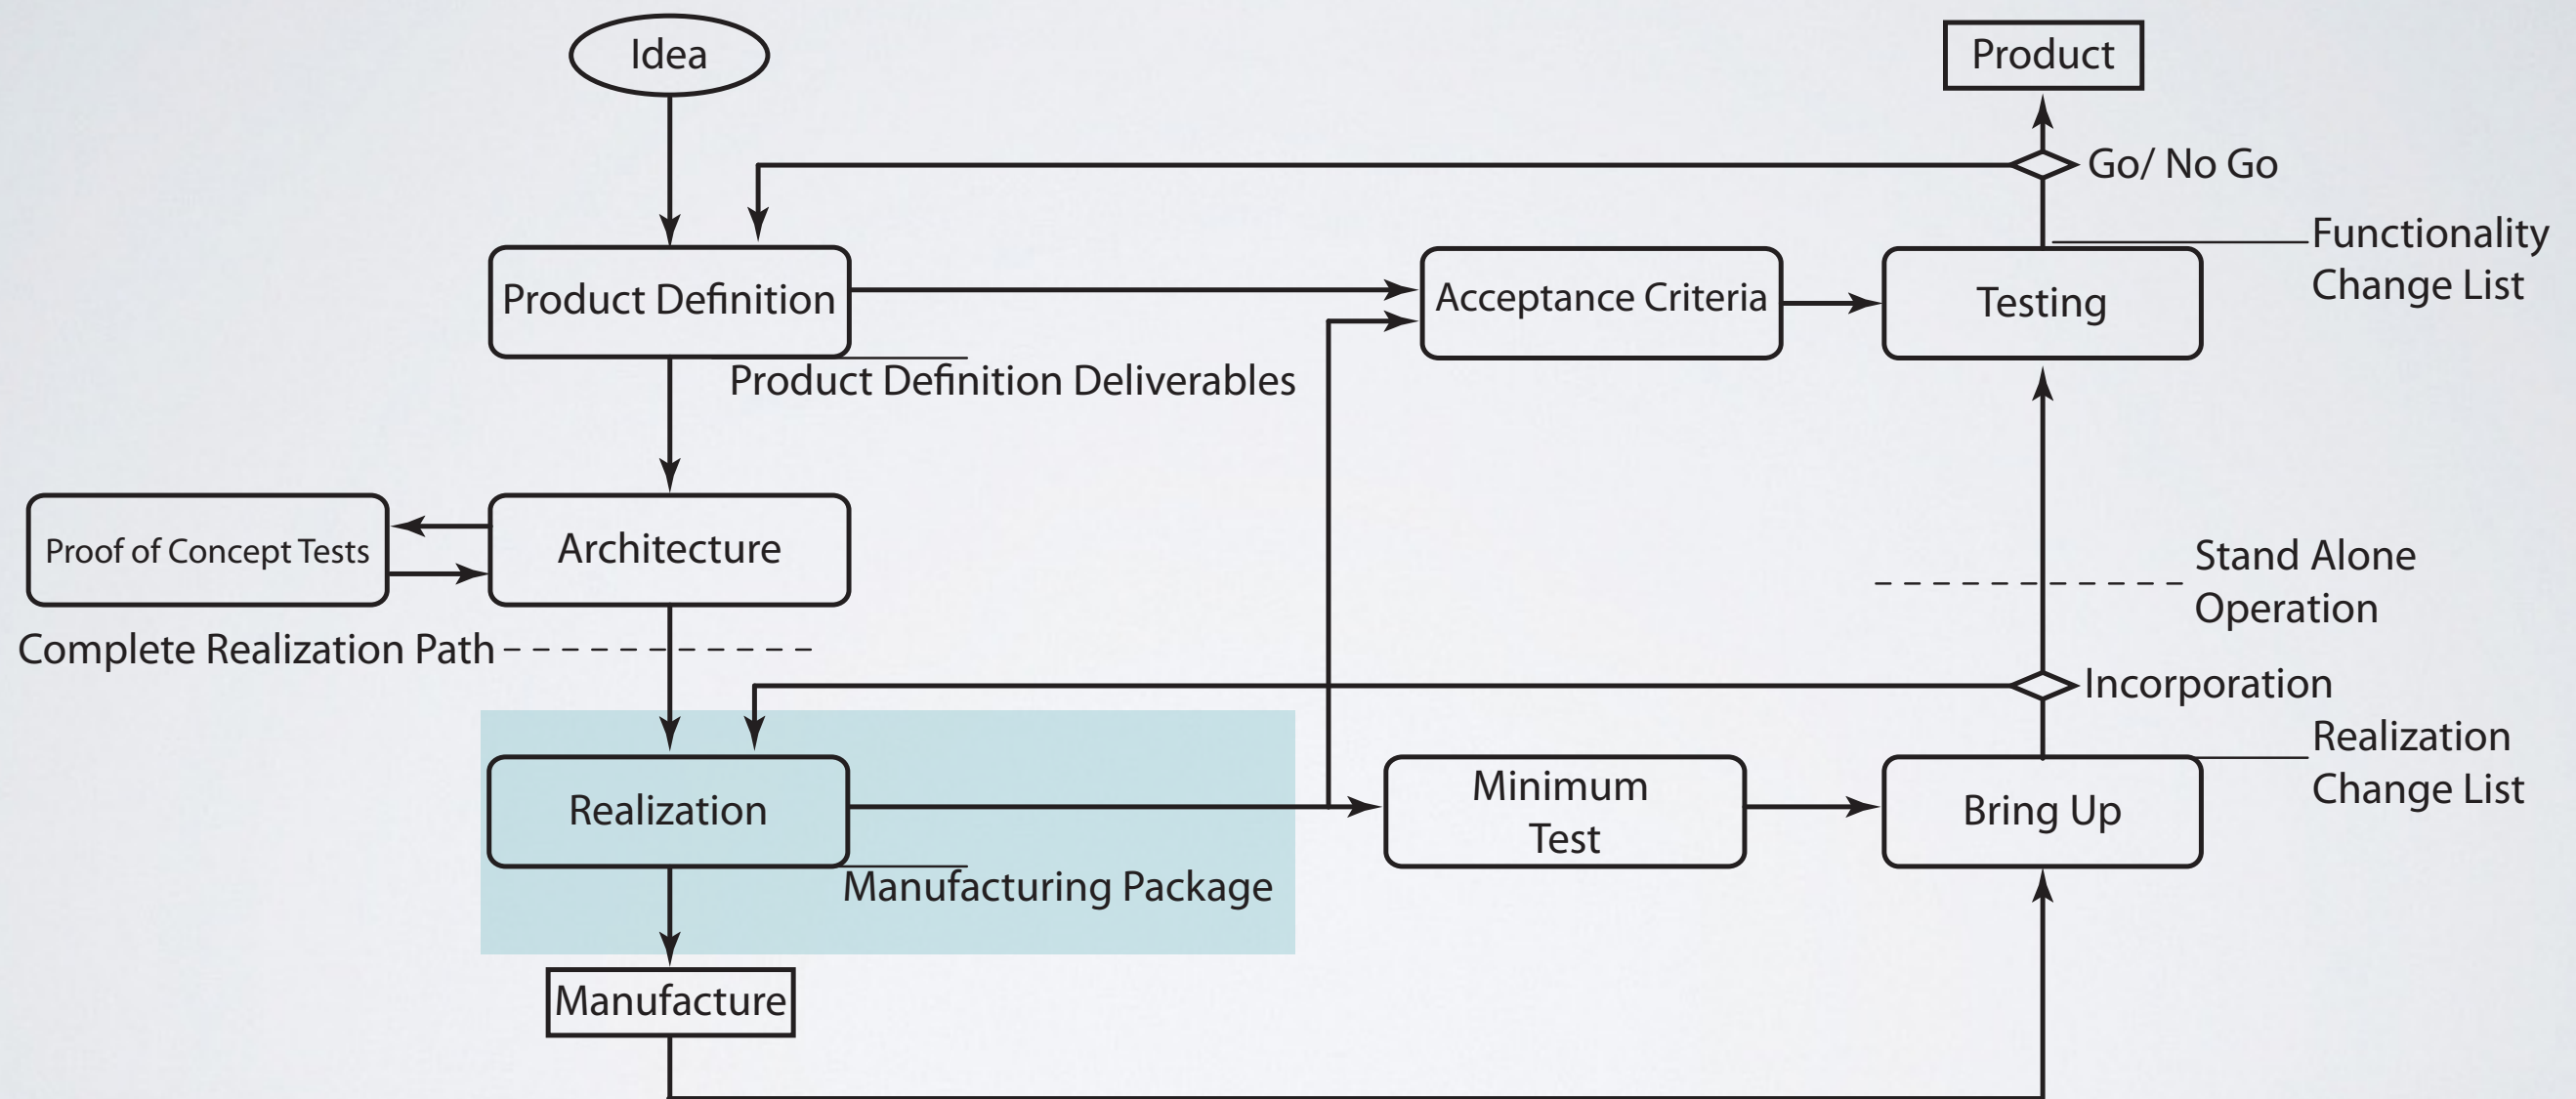 Idea
Product
Go/ No Go
Functionality
Change List
Product Definition
Acceptance Criteria
Testing
Product Definition Deliverables
Proof of Concept Tests
Architecture
Stand Alone
Operation
Complete Realization Path
Incorporation
Realization
Change List
Realization
Minimum
Test
Bring Up
Manufacturing Package
Manufacture